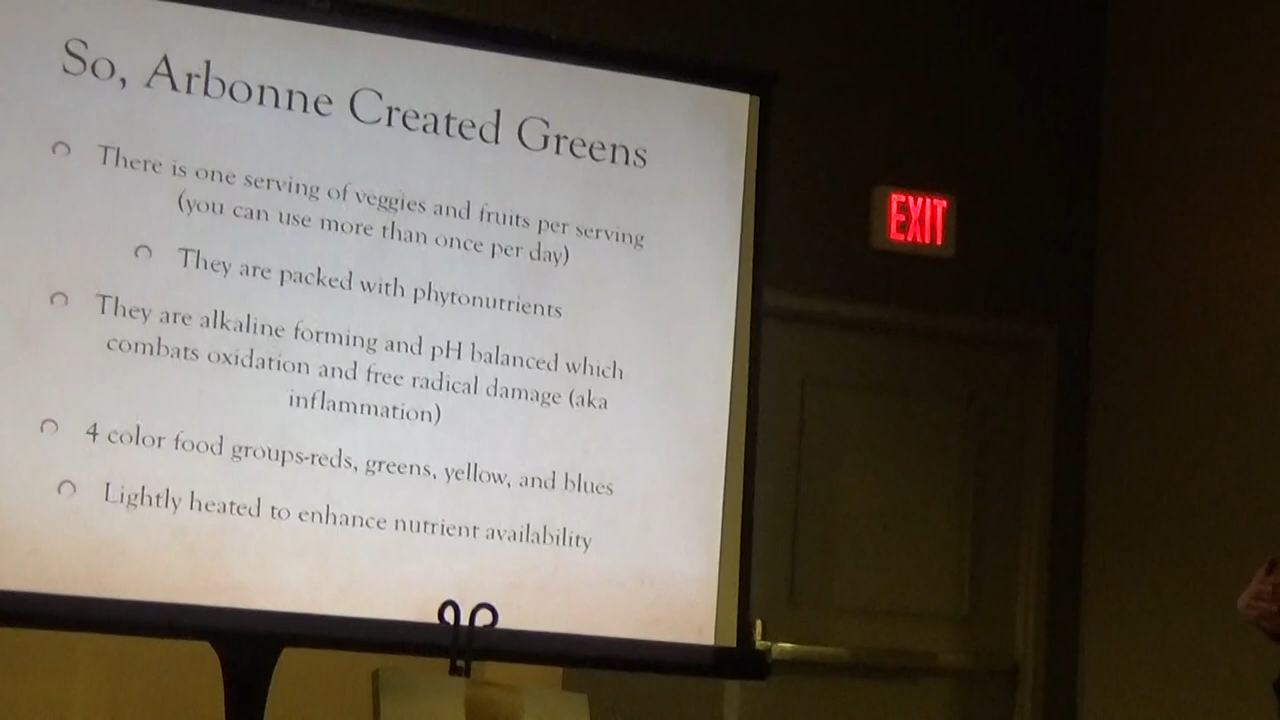 So, Arbonne Created Greens
There is one serving of veggies and fruits per serving
(you can use more than once per day)
They are packed with phytonutrients
They are alkaline forming and pH balanced which
combats oxidation and free radical damage (aka
inflammation)
4 color food groups-reds, greens, yellow, and blues
Lightly heated to enhance nutrient availability
EXIT